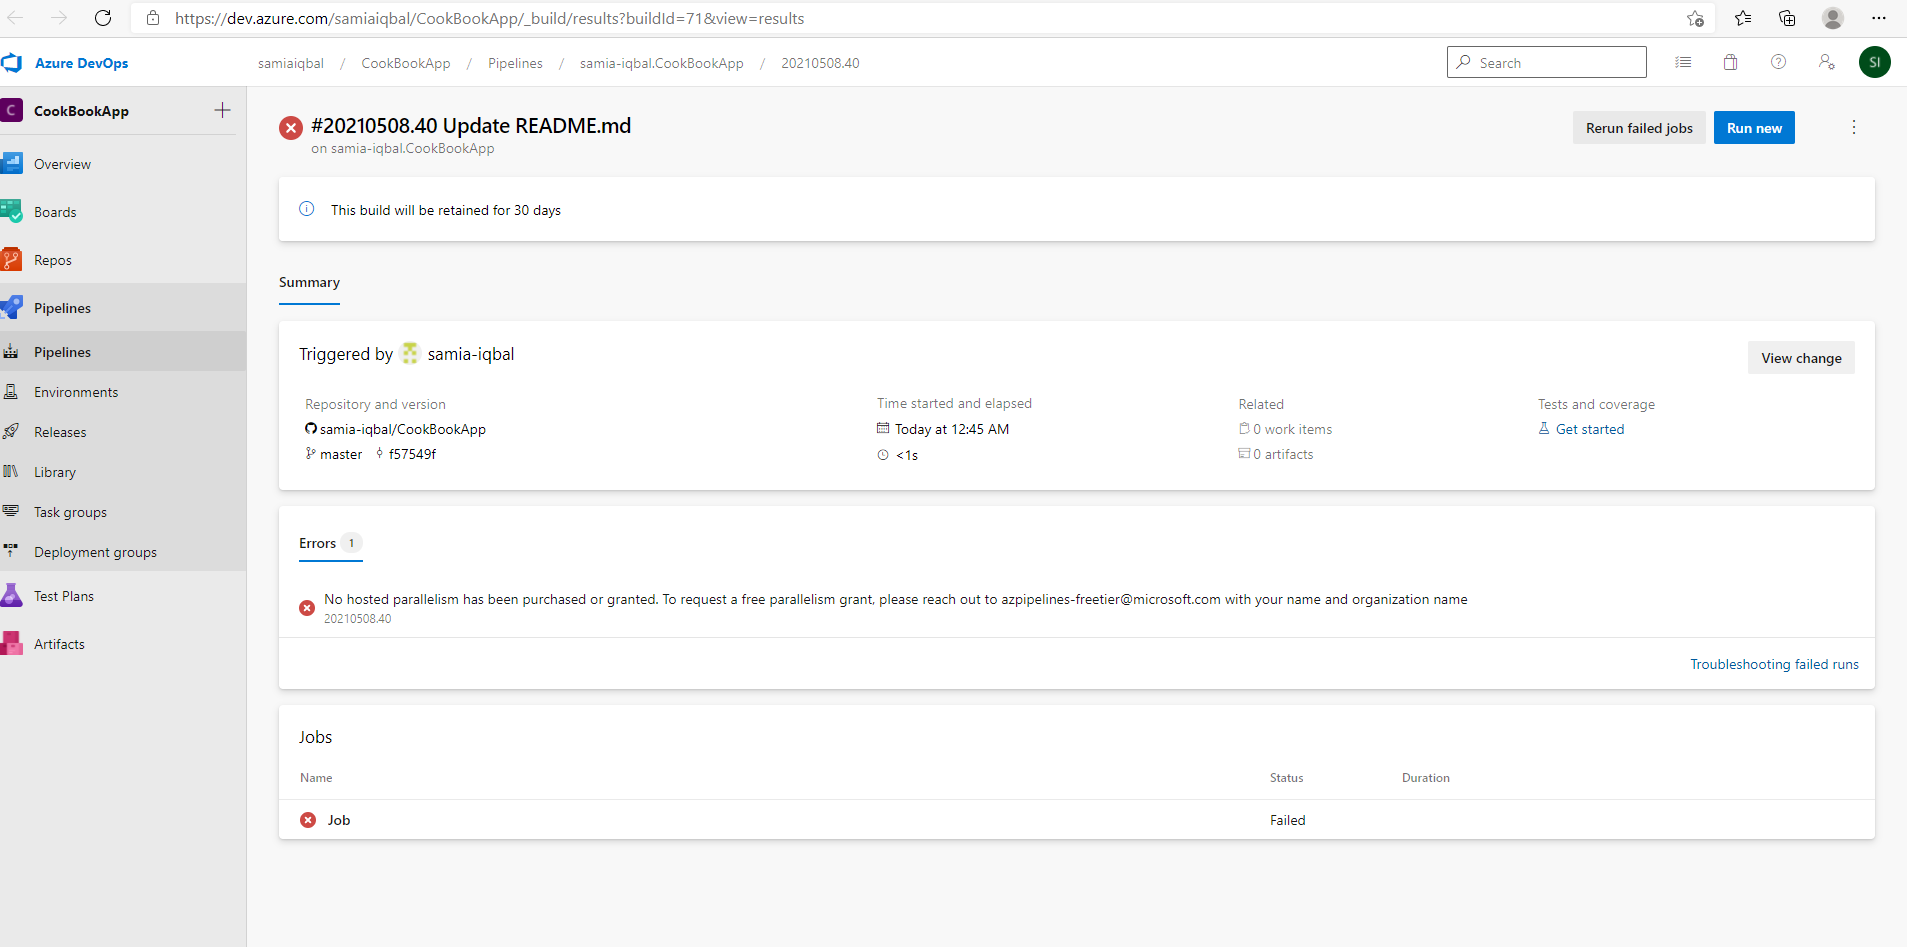 https://dev.azure.com/samiaiqbal/CookBookApp/_build/results?buildId=71&view=results
Azure DevOps
samiaiqbal / CookBookApp / Pipelines / samia-iqbal.CookBookApp / 20210508.40
Search
SI
C CookBookApp
Overview
Boards
Repos
Pipelines
Pipelines
Environments
Releases
Library
Task groups
Deployment groups
Test Plans
Artifacts
#20210508.40 Update README.md
on samia-iqbal.CookBookApp
Rerun failed jobs
Run new
This build will be retained for 30 days
Summary
Triggered by samia-iqbal
View change
Repository and version
samia-iqbal/CookBookApp
master f57549f
Time started and elapsed
Today at 12:45 AM
<1s
Related
0 work items
0 artifacts
Tests and coverage
Get started
Errors 1
No hosted parallelism has been purchased or granted. To request a free parallelism grant, please reach out to azpipelines-freetier@microsoft.com with your name and organization name
20210508.40
Troubleshooting failed runs
Jobs
Name Status Duration
Job Failed